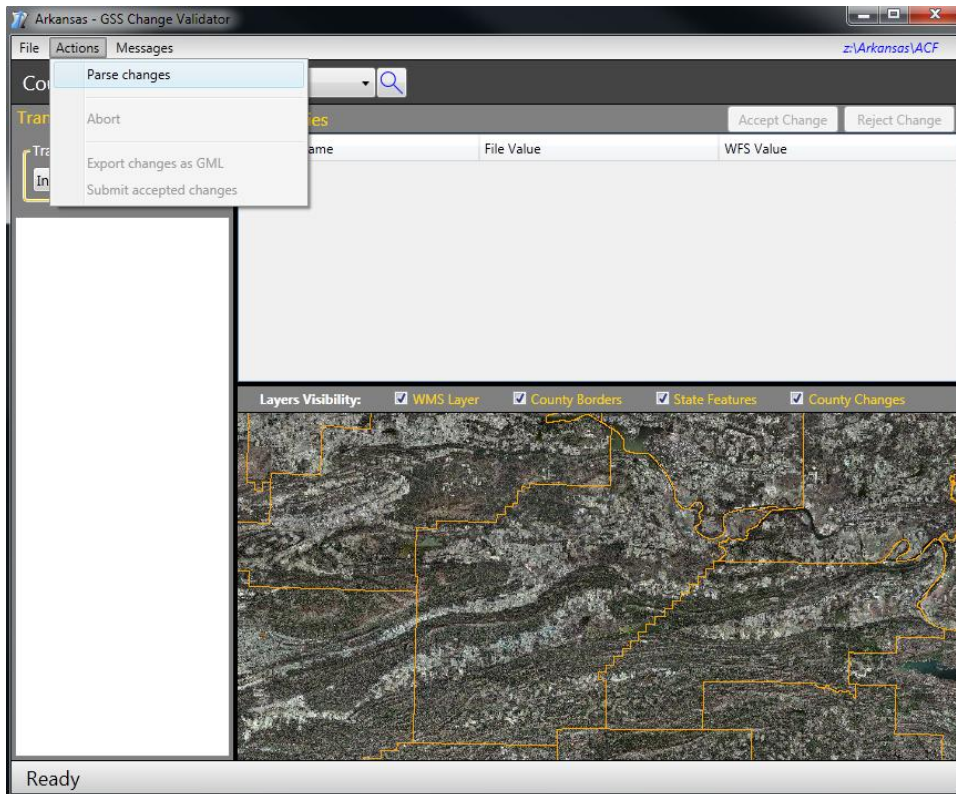 Arkansas - GSS Change Validator
File Actions Messages z:\Arkansas\ACF
Parse changes
Abort
Export changes as GML
Submit accepted changes
Accept Change Reject Change
File Value WFS Value
Layers Visibility: WMS Layer County Borders State Features County Changes
Ready